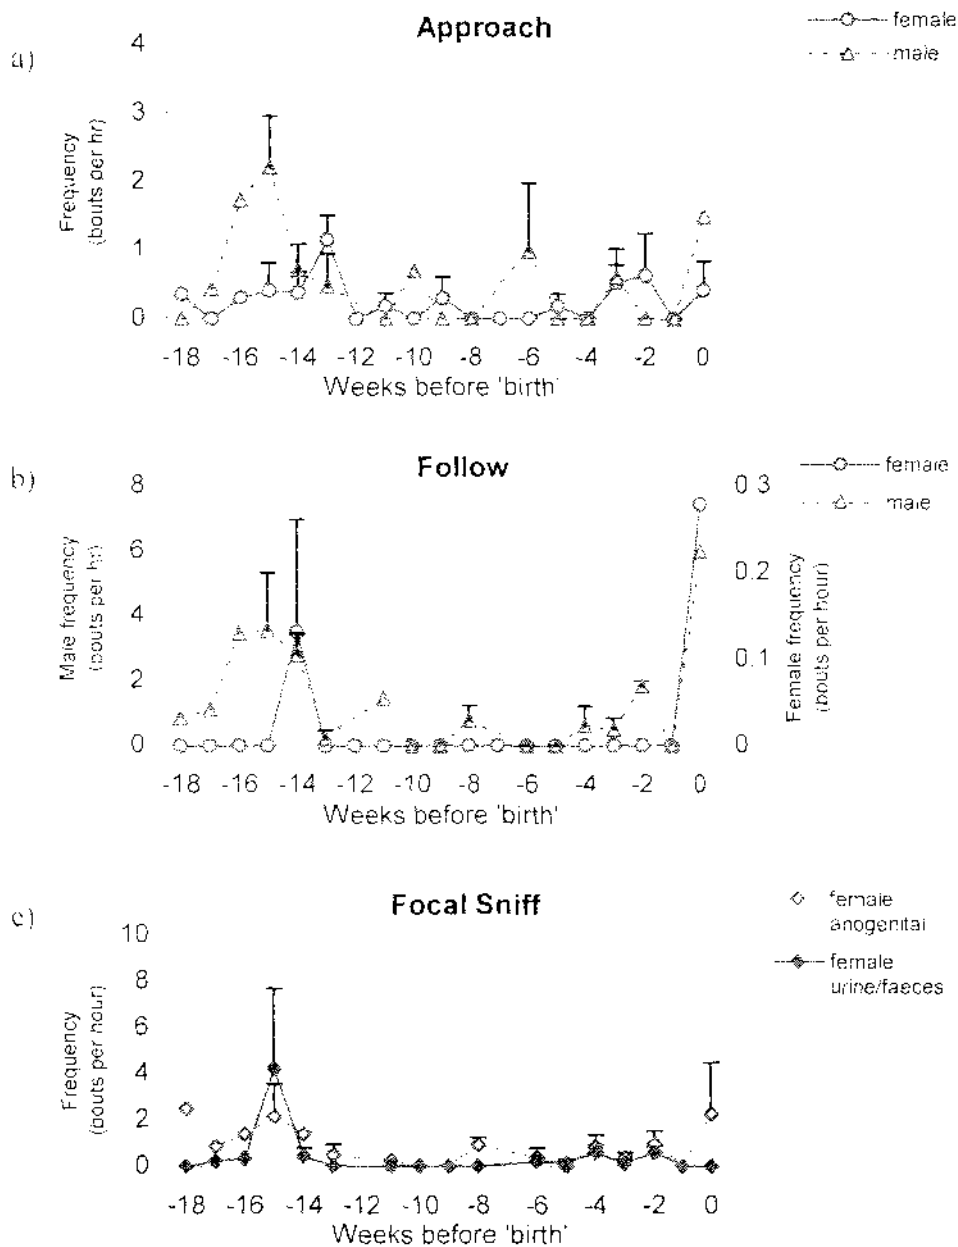 Approach
female
male
a)
4
3
2
1
0
Frequency
(bouts per hr)
-18 -16 -14 -12 -10 -8 -6 -4 -2 0
Weeks before 'birth'
Follow
female
male
b)
8
6
4
2
0
Male frequency
(bouts per hr)
0.3
0.2
0.1
0
Female frequency
(bouts per hour)
-18 -16 -14 -12 -10 -8 -6 -4 -2 0
Weeks before 'birth'
Focal Sniff
female
anogenital
female
urine/faeces
c)
10
8
6
4
2
0
Frequency
(bouts per hour)
-18 -16 -14 -12 -10 -8 -6 -4 -2 0
Weeks before 'birth'